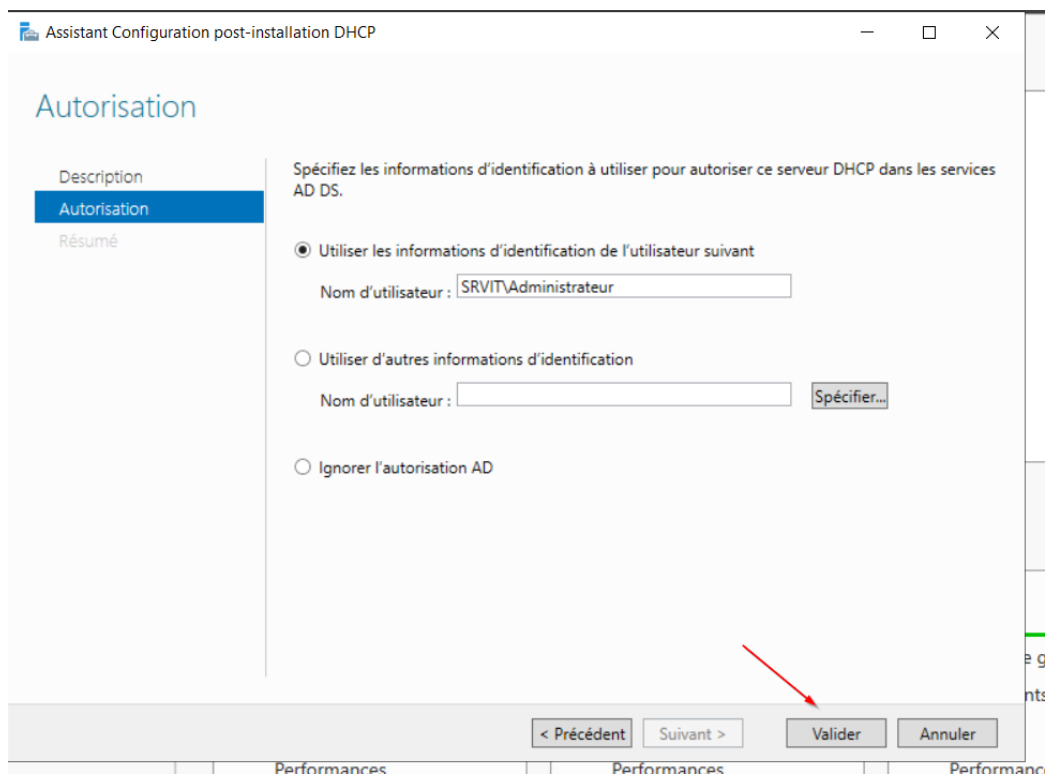 Assistant Configuration post-installation DHCP
Autorisation
Description
Autorisation
Résumé
Spécifiez les informations d'identification à utiliser pour autoriser ce serveur DHCP dans les services
AD DS.
Utiliser les informations d'identification de l'utilisateur suivant
Nom d'utilisateur : SRVIT\Administrateur
Utiliser d'autres informations d'identification
Nom d'utilisateur :
Spécifier...
Ignorer l'autorisation AD
e g
nts
< Précédent Suivant > Valider Annuler
Performances Performances Performanc